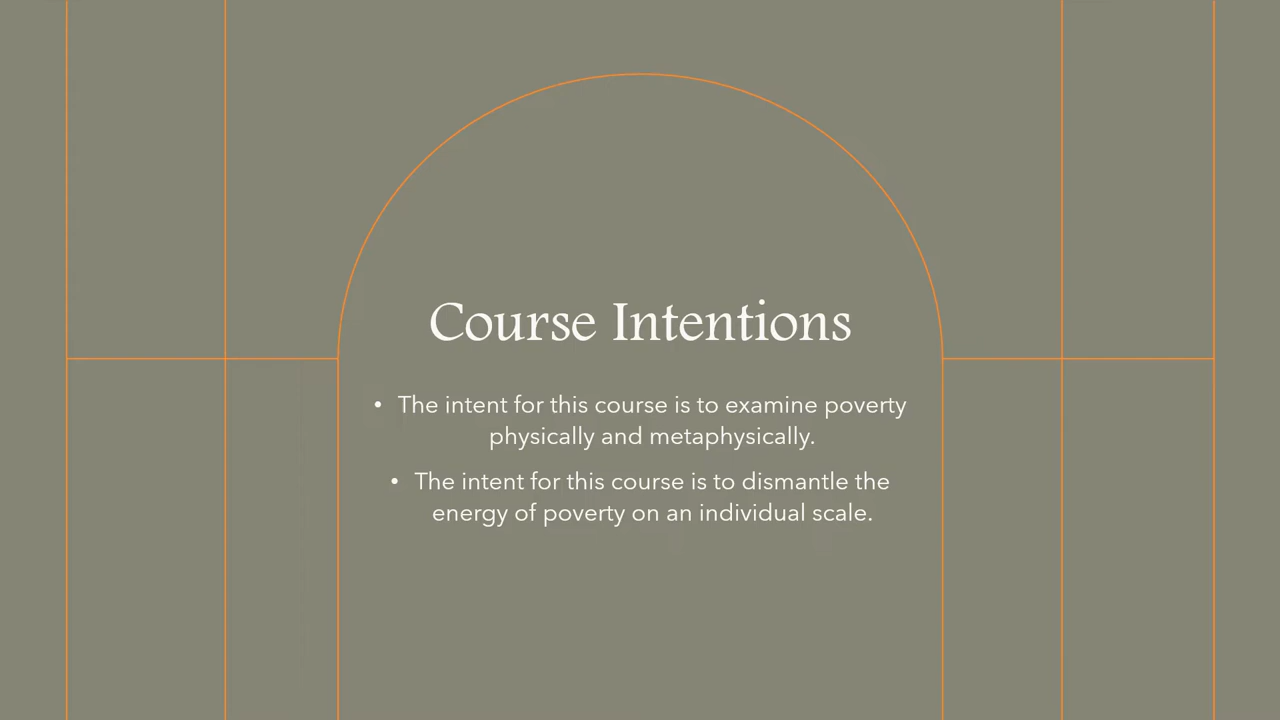 Course Intentions
• The intent for this course is to examine poverty
physically and metaphysically.
• The intent for this course is to dismantle the
energy of poverty on an individual scale.